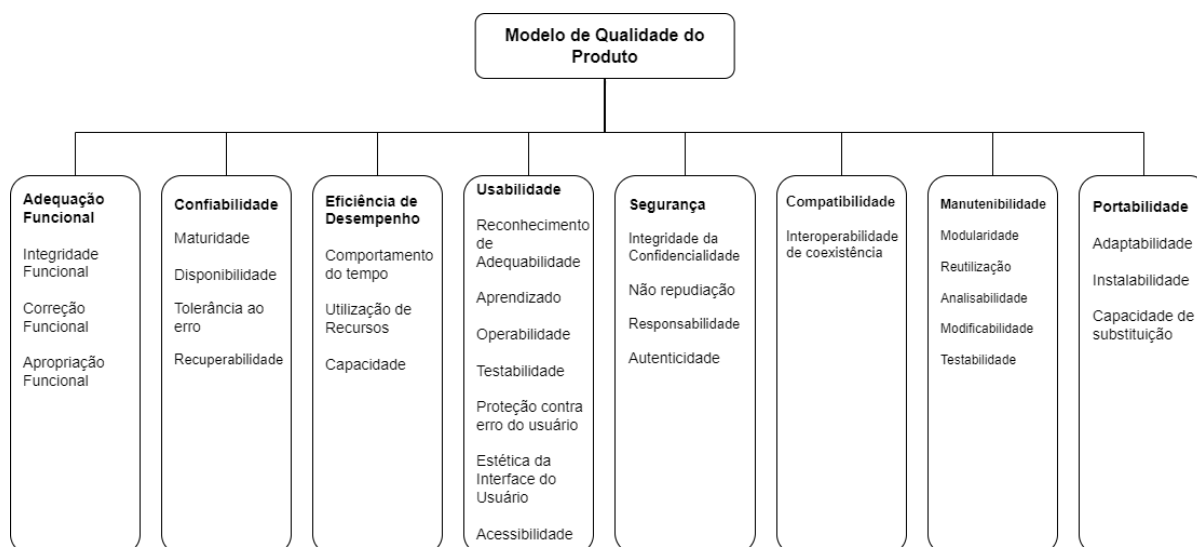 Modelo de Qualidade do
Produto
Adequação
Funcional
Integridade
Funcional
Correção
Funcional
Apropriação
Funcional
Confiabilidade
Maturidade
Disponibilidade
Tolerância ao
erro
Recuperabilidade
Eficiência de
Desempenho
Comportamento
do tempo
Utilização de
Recursos
Capacidade
Usabilidade
Reconhecimento
de
Adequabilidade
Aprendizado
Operabilidade
Testabilidade
Proteção contra
erro do usuário
Estética da
Interface do
Usuário
Acessibilidade
Segurança
Integridade da
Confidencialidade
Não repudiação
Responsabilidade
Autenticidade
Compatibilidade
Interoperabilidade
de coexistência
Manutenibilidade
Modularidade
Reutilização
Analisabilidade
Modificabilidade
Testabilidade
Portabilidade
Adaptabilidade
Instalabilidade
Capacidade de
substituição